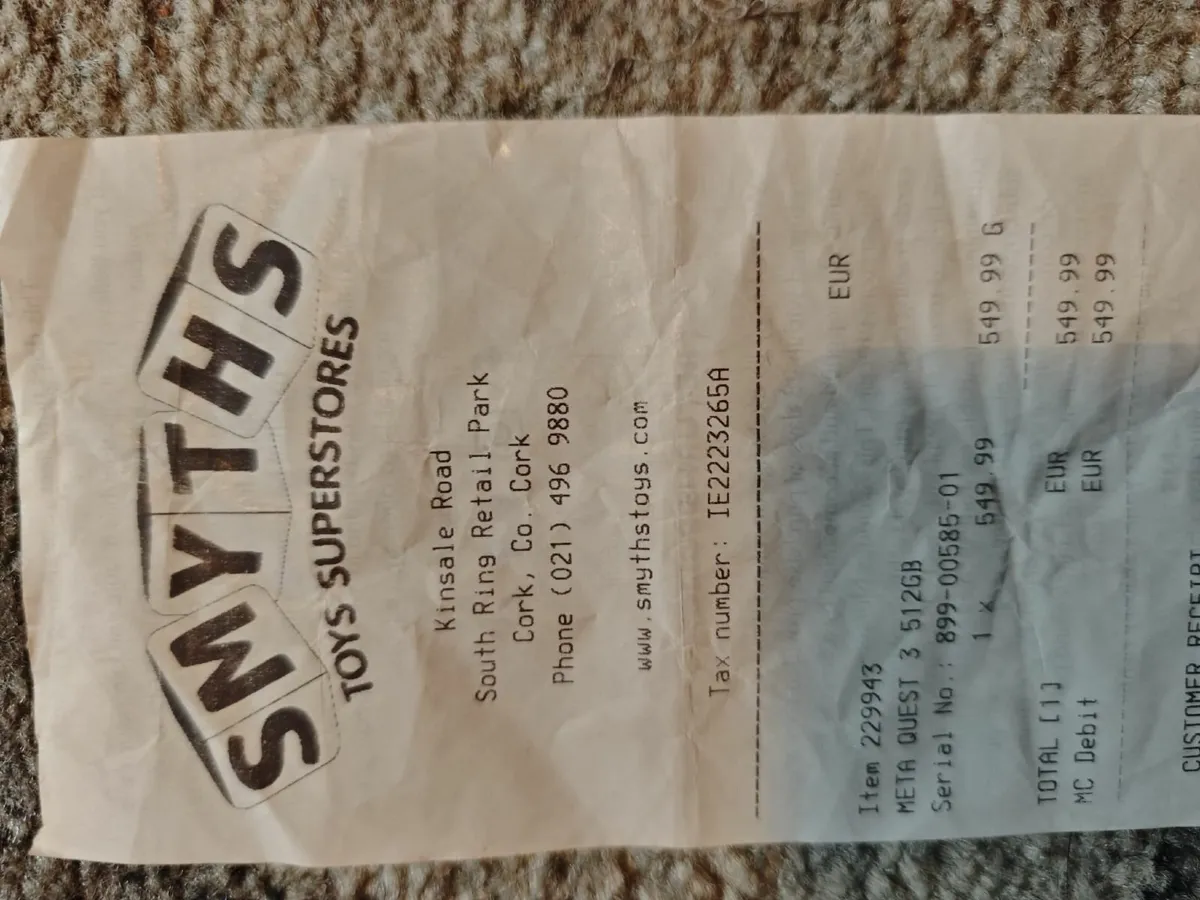 SMYTHS
TOYS SUPERSTORES
Kinsale Road
South Ring Retail Park
Cork, Co. Cork
Phone (021) 496 9880
www.smythstoys.com
Tax number: IE2223265A
EUR
Item 229943
META QUEST 3 512GB
Serial No.: 899-00585-01
1 x 549.99 549.99 G
TOTAL [1] EUR 549.99
MC Debit EUR 549.99
CUSTOMER RECEIPT